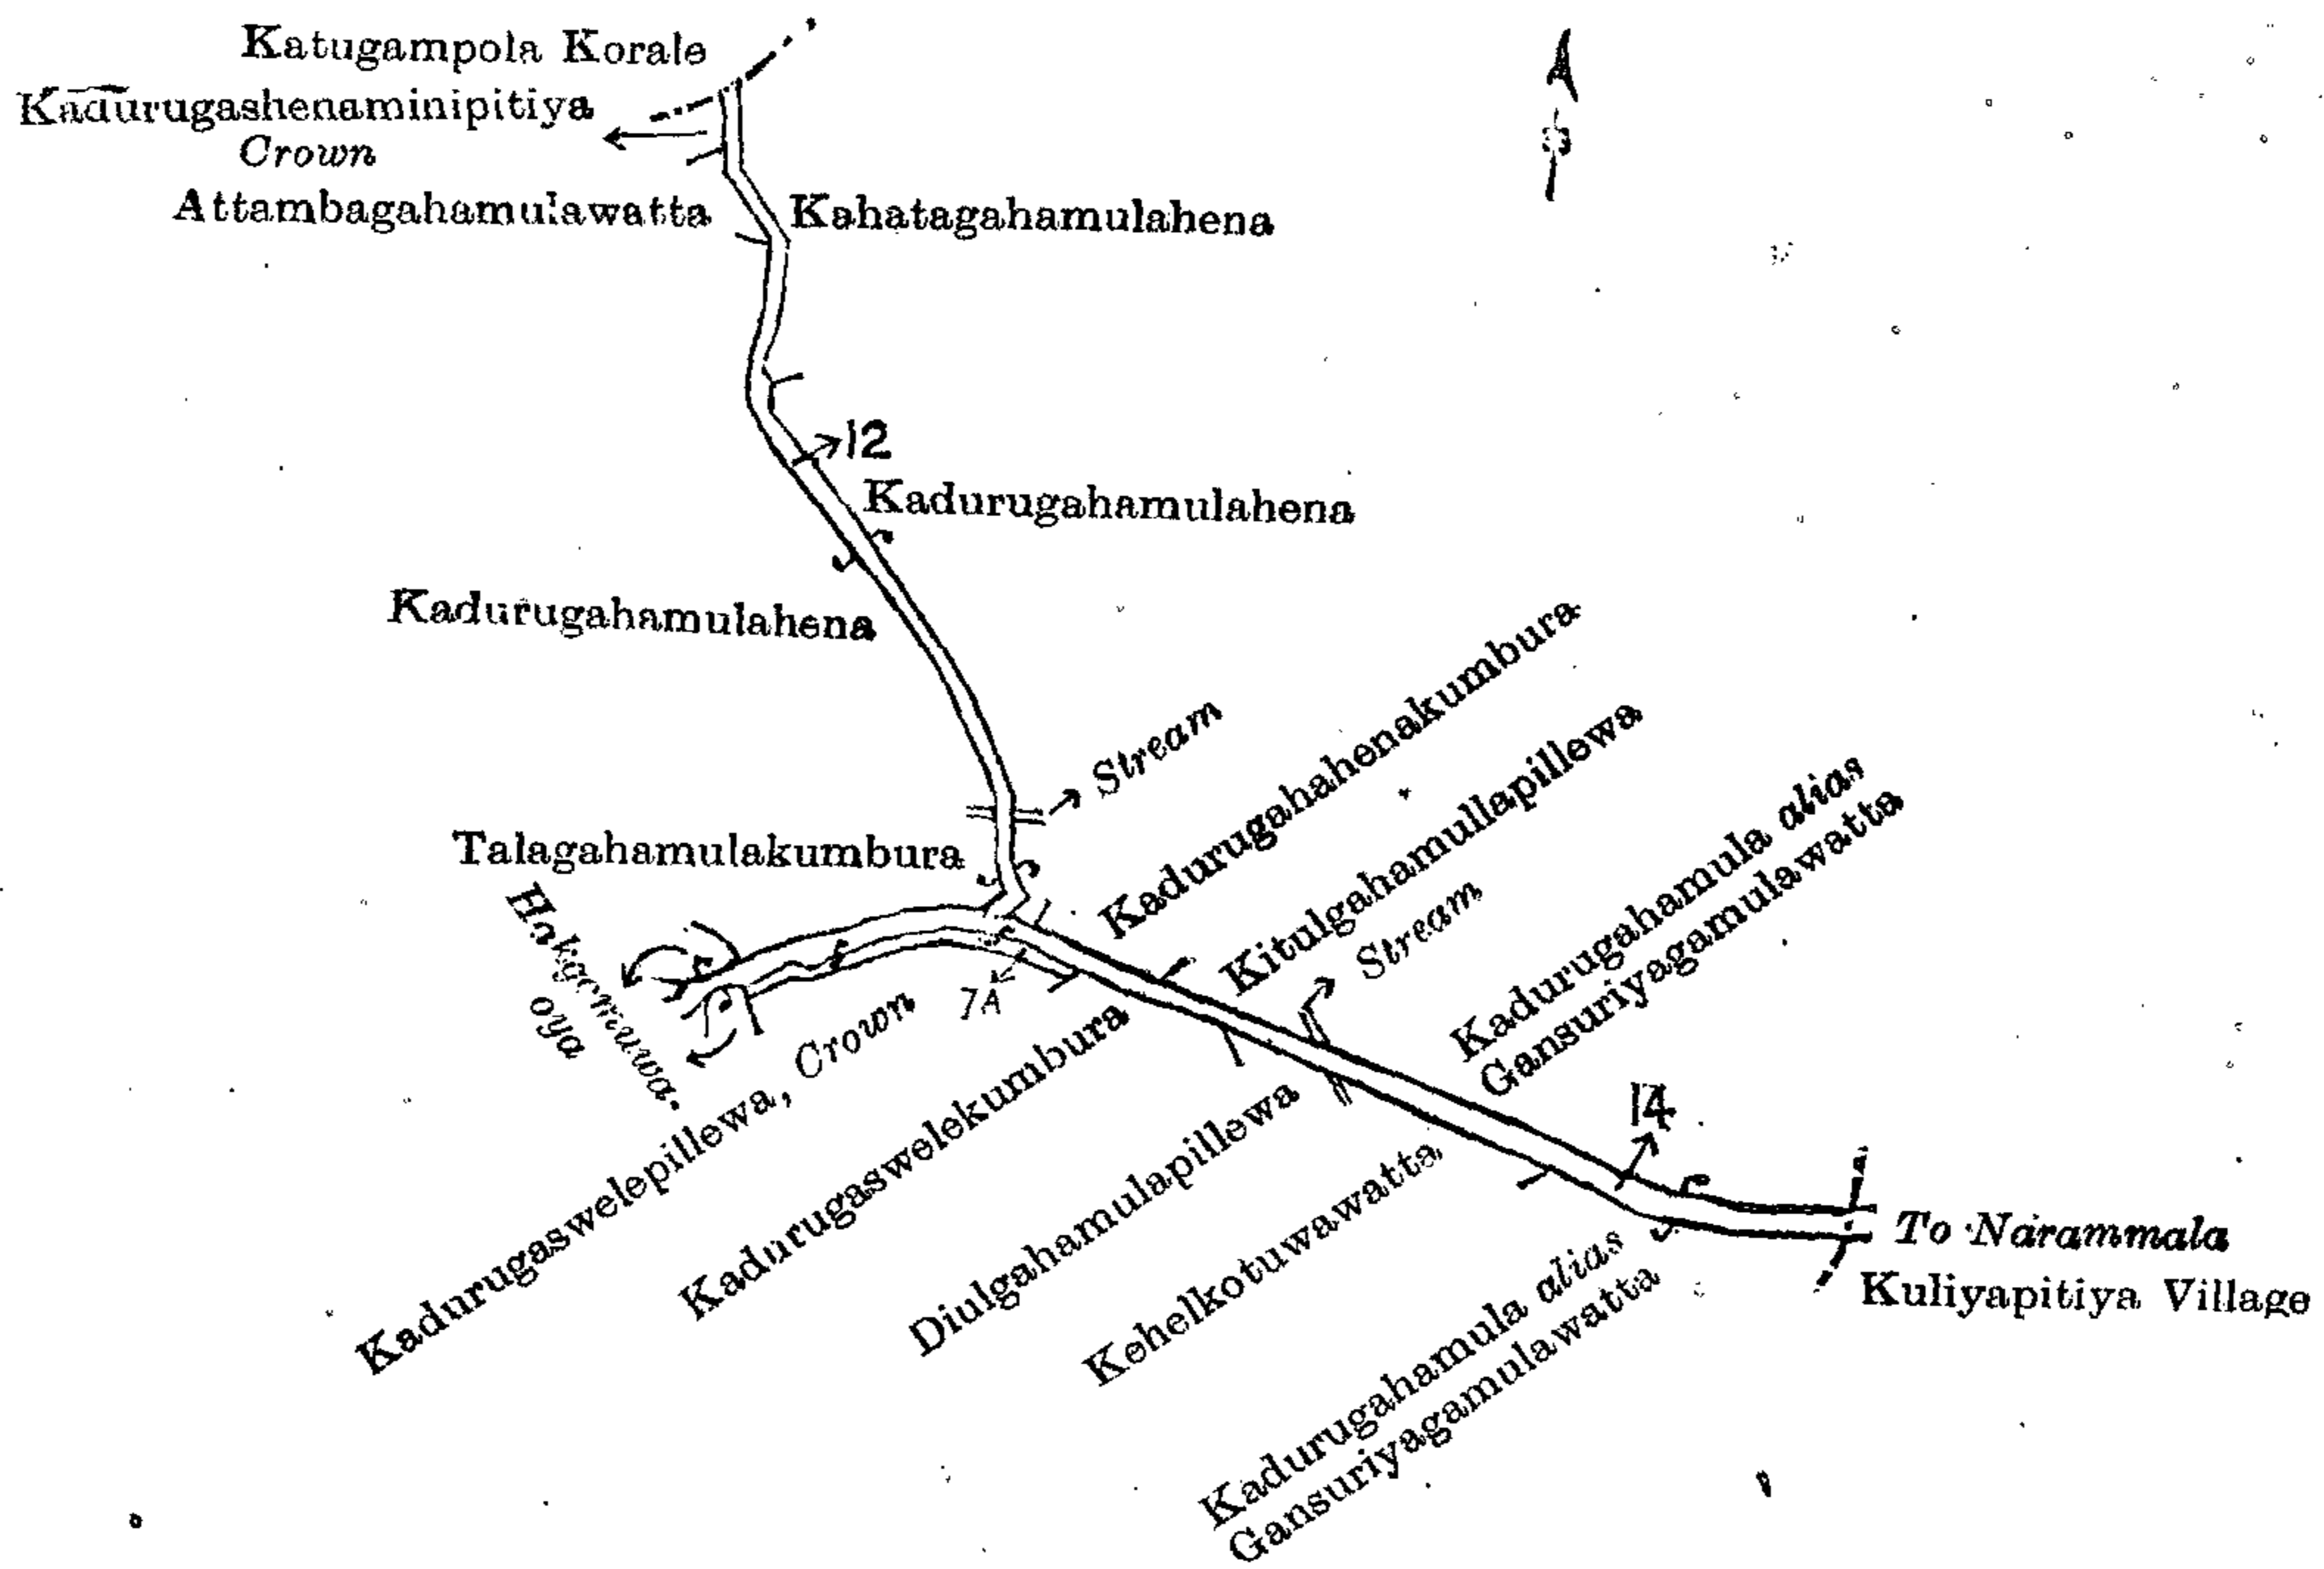 Katugampola Korale
Kadurugashenaminipitiya
Crown
Attambagahamulawatta
Kahatagahamulahena
12
Kadurugahamulahena
Kadurugahamulahena
Stream
Talagahamulakumbura
Kadurugahahenakumbura
Kitulgahamullapillewa
Stream
Kadurugahamula alias
Gansuriyagamulawatta
oya
7A
14
Kadurugaswelepillewa, Crown
Kadurugaswelekumbura
Diulgahamulapillewa
Kehelkotuwawatta
Kadurugahamula alias
Gansuriyagamulawatta
To Narammala
Kuliyapitiya Village